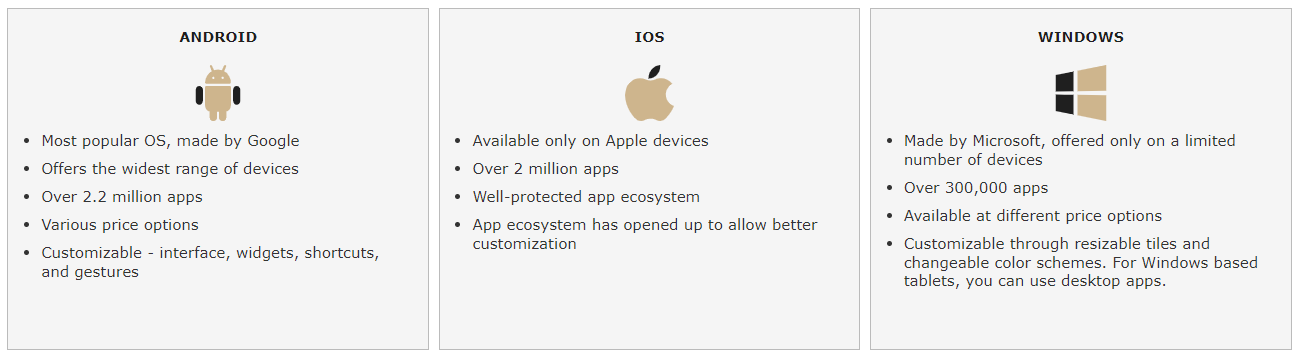 ANDROID
Most popular OS, made by Google
Offers the widest range of devices
Over 2.2 million apps
Various price options
Customizable - interface, widgets, shortcuts,
and gestures
IOS
Available only on Apple devices
Over 2 million apps
Well-protected app ecosystem
App ecosystem has opened up to allow better
customization
WINDOWS
Made by Microsoft, offered only on a limited
number of devices
Over 300,000 apps
Available at different price options
Customizable through resizable tiles and
changeable color schemes. For Windows based
tablets, you can use desktop apps.